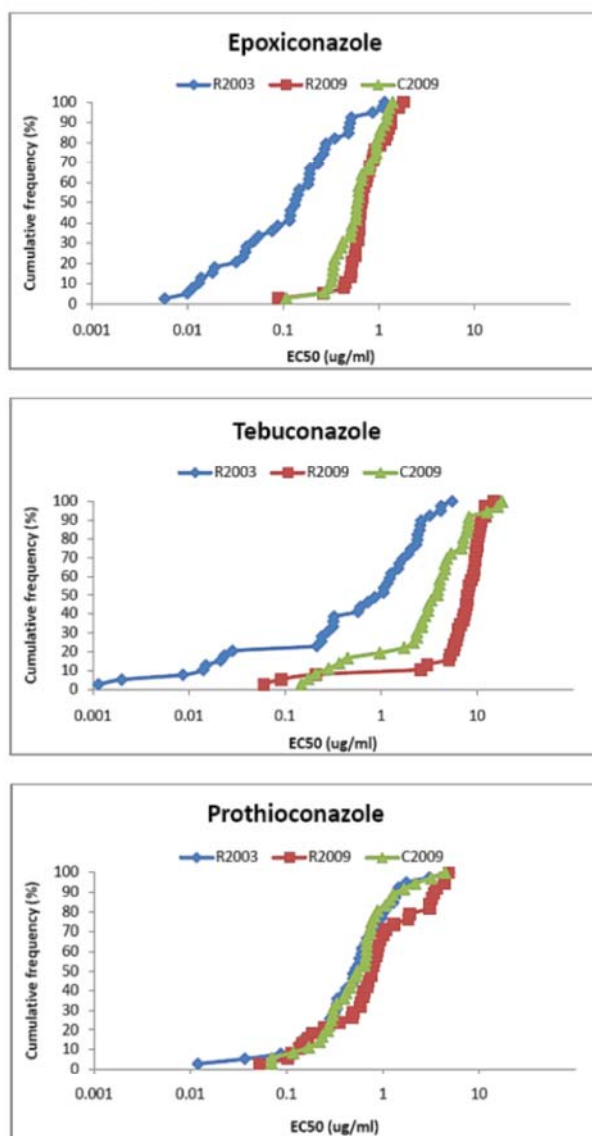 Epoxiconazole
R2003 R2009 C2009
Cumulative frequency (%)
100
90
80
70
60
50
40
30
20
10
0
0.001 0.01 0.1 1 10
EC50 (ug/ml)
Tebuconazole
R2003 R2009 C2009
Cumulative frequency (%)
100
90
80
70
60
50
40
30
20
10
0
0.001 0.01 0.1 1 10
EC50 (ug/ml)
Prothioconazole
R2003 R2009 C2009
Cumulative frequency (%)
100
90
80
70
60
50
40
30
20
10
0
0.001 0.01 0.1 1 10
EC50 (ug/ml)